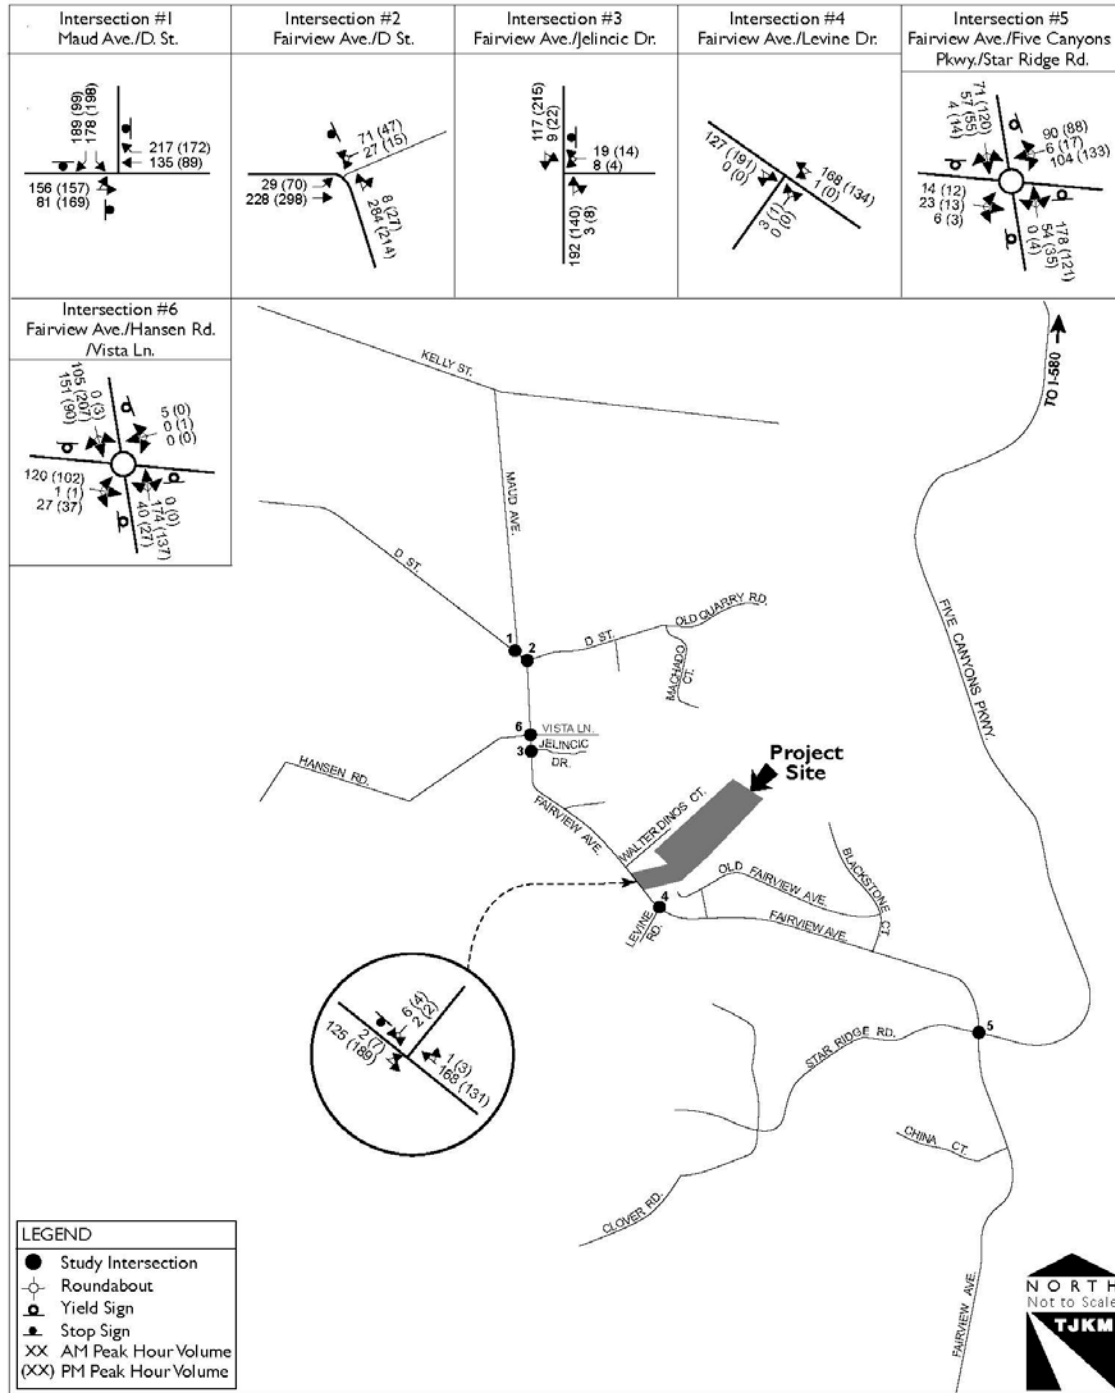 Intersection #1
Maud Ave./D. St.
189 (99)
178 (198)
217 (172)
135 (89)
156 (157)
81 (169)
Intersection #2
Fairview Ave./D St.
71 (47)
27 (15)
29 (70)
228 (298)
8 (27)
284 (214)
Intersection #3
Fairview Ave./Jelincic Dr.
117 (215)
9 (22)
19 (14)
8 (4)
192 (140)
3 (8)
Intersection #4
Fairview Ave./Levine Dr.
127 (191)
0 (0)
168 (134)
1 (0)
3 (1)
0 (0)
Intersection #5
Fairview Ave./Five Canyons
Pkwy./Star Ridge Rd.
71 (120)
57 (55)
4 (14)
90 (88)
6 (17)
104 (133)
14 (12)
23 (13)
6 (3)
178 (121)
54 (35)
0 (4)
Intersection #6
Fairview Ave./Hansen Rd.
/Vista Ln.
0 (3)
105 (207)
151 (90)
5 (0)
0 (1)
0 (0)
120 (102)
1 (1)
27 (37)
0 (0)
174 (137)
40 (27)
KELLY ST.
TO I-580
MAUD AVE.
D ST.
1
2
D ST.
OLD QUARRY RD.
MACHADO
CT.
FIVE CANYONS PKWY.
6
VISTA LN.
3
JELINCIC
DR.
HANSEN RD.
Project
Site
FAIRVIEW AVE.
WALTER DINOS CT.
OLD FAIRVIEW AVE.
BLACKSTONE
CT.
4
LEVINE
RD.
FAIRVIEW AVE.
6 (4)
2 (2)
2 (7)
125 (189)
1 (3)
168 (131)
STAR RIDGE RD.
5
CHINA CT.
CLOVER RD.
FAIRVIEW AVE.
LEGEND
Study Intersection
Roundabout
Yield Sign
Stop Sign
XX AM Peak Hour Volume
(XX) PM Peak Hour Volume
NORTH
Not to Scale
TJKM